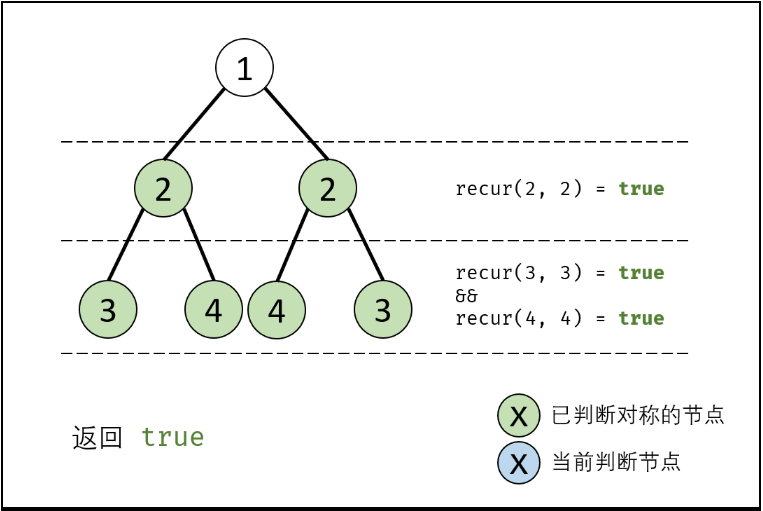 1
2 2 recur(2, 2) = true
recur(3, 3) = true
&&
3 4 4 3 recur(4, 4) = true
X 已判断对称的节点
返回 true
X 当前判断节点